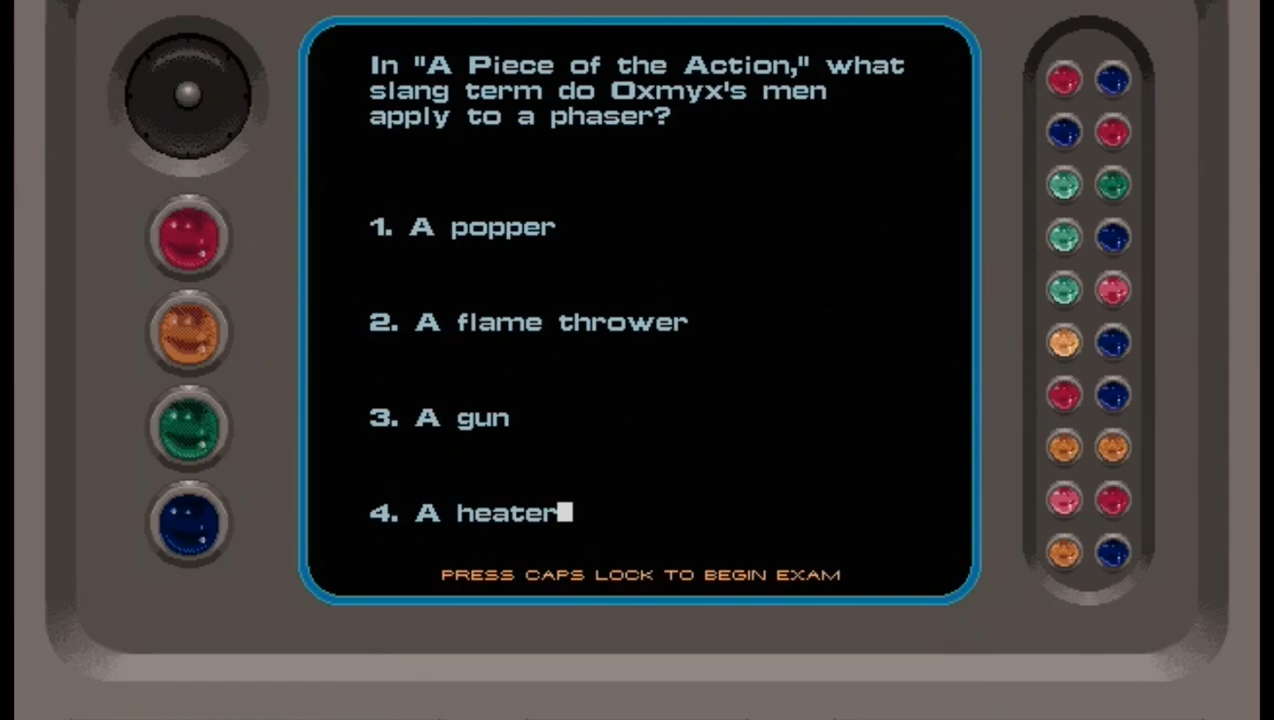 In "A Piece of the Action," what
slang term do Oxmyx's men
apply to a phaser?
1. A popper
2. A flame thrower
3. A gun
4. A heater
PRESS CAPS LOCK TO BEGIN EXAM